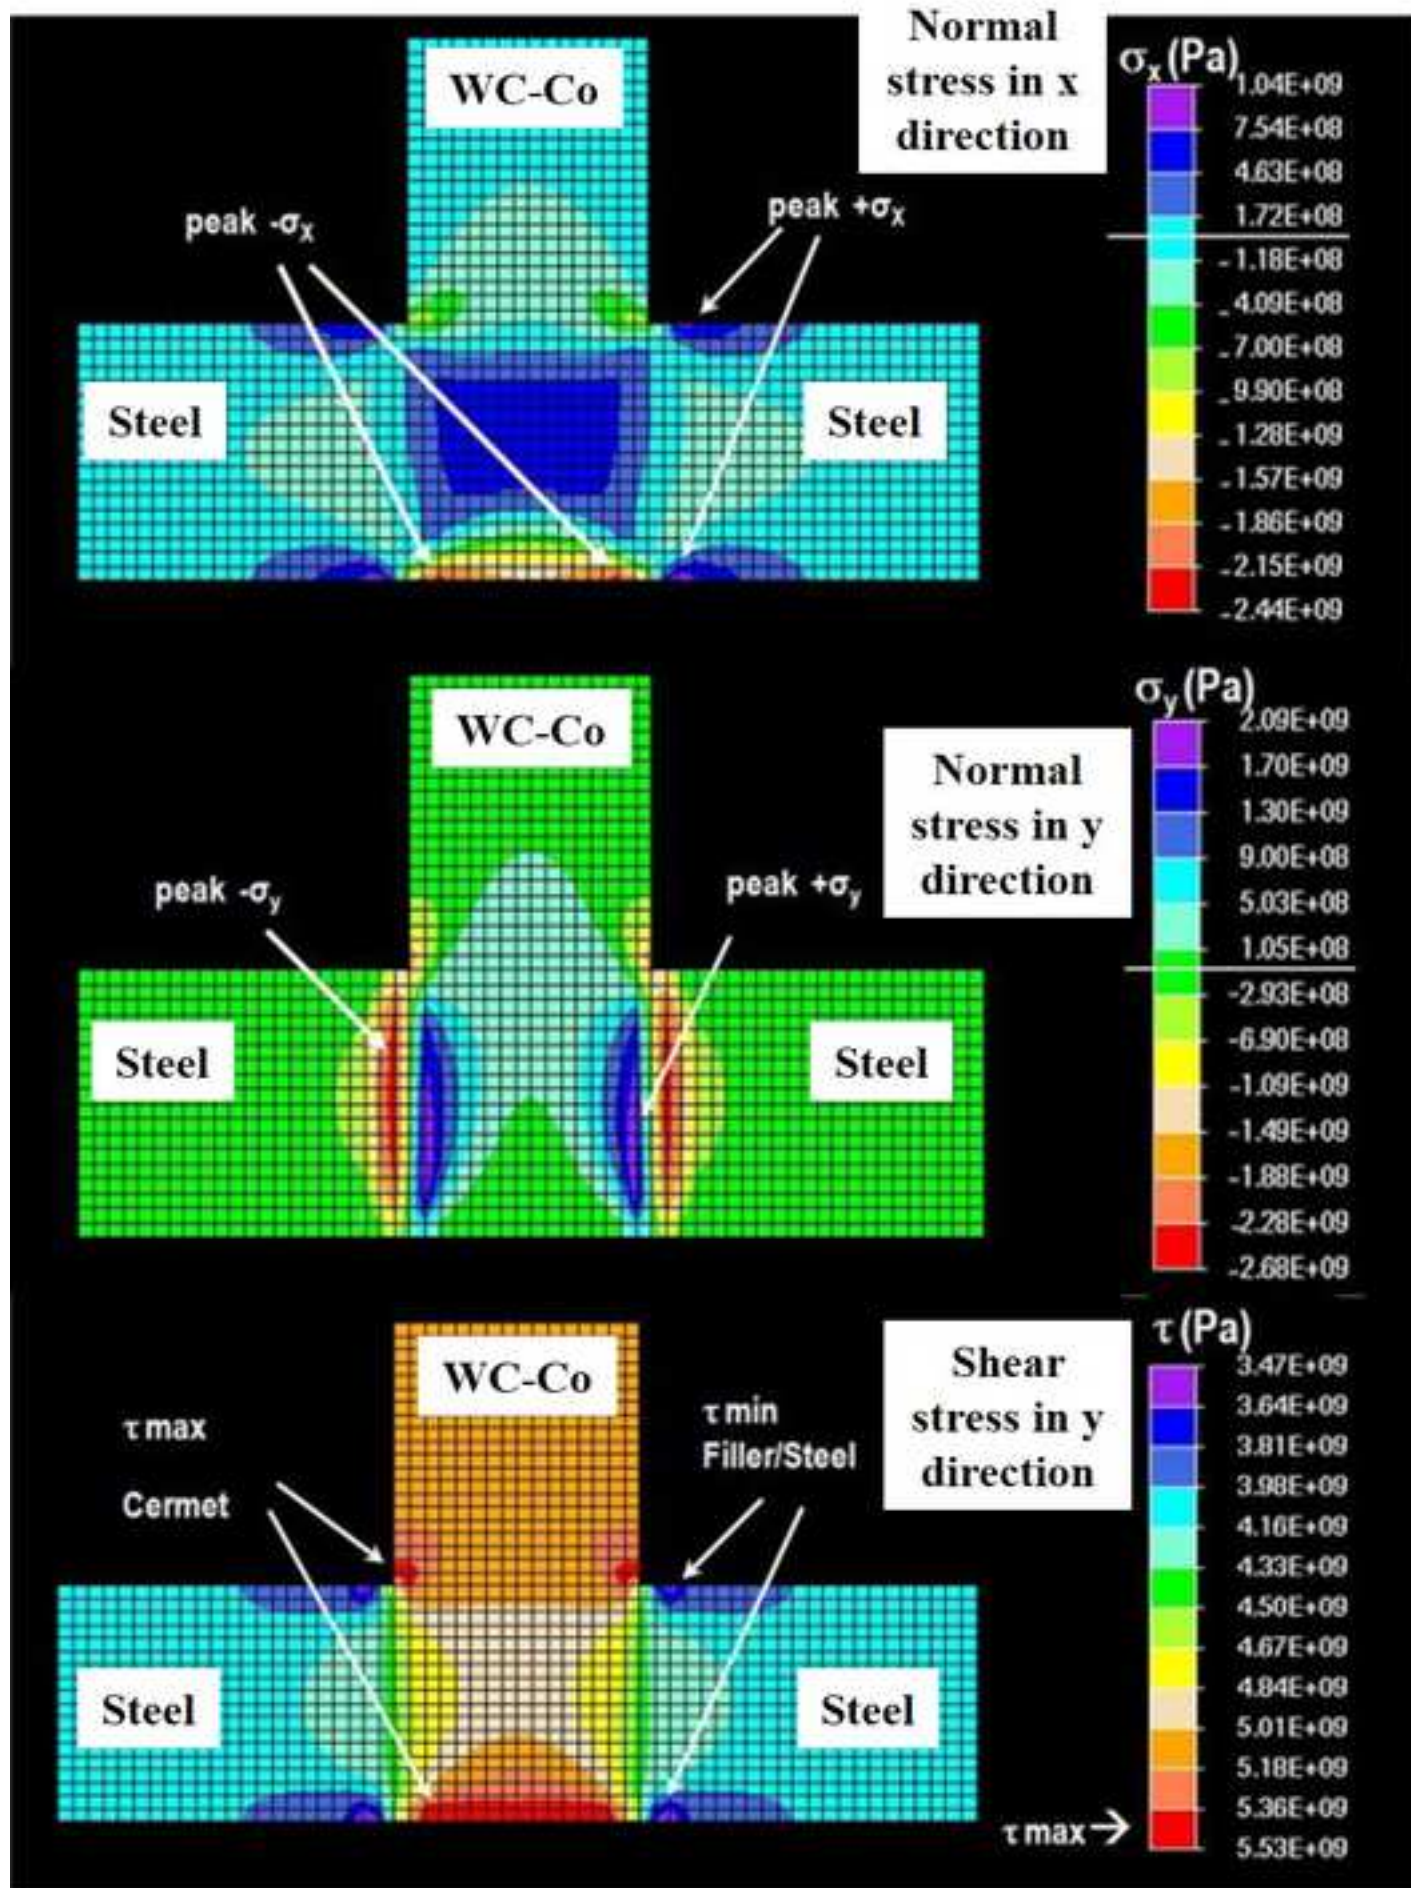 Normal
stress in x
direction
σx (Pa)
1.04E+09
7.54E+08
4.63E+08
1.72E+08
-1.18E+08
-4.09E+08
-7.00E+08
-9.90E+08
-1.28E+09
-1.57E+09
-1.86E+09
-2.15E+09
-2.44E+09
WC-Co
peak -σX
peak +σX
Steel
Steel
σy (Pa)
2.09E+09
1.70E+09
1.30E+09
9.00E+08
5.03E+08
1.05E+08
-2.93E+08
-6.90E+08
-1.09E+09
-1.49E+09
-1.88E+09
-2.28E+09
-2.68E+09
WC-Co
Normal
stress in y
direction
peak -σy
peak +σy
Steel
Steel
τ (Pa)
3.47E+09
3.64E+09
3.81E+09
3.98E+09
4.16E+09
4.33E+09
4.50E+09
4.67E+09
4.84E+09
5.01E+09
5.18E+09
5.36E+09
5.53E+09
WC-Co
Shear
stress in y
direction
τ max
Cermet
τ min
Filler/Steel
Steel
Steel
τ max→